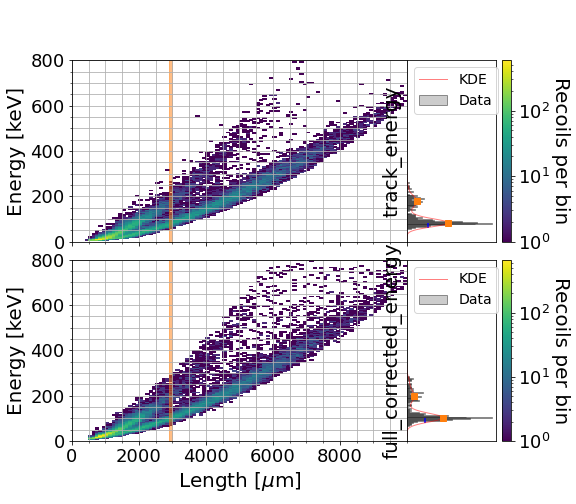 800
600
400
200
0
Energy [keV]
track_energy
KDE
Data
10²
10¹
10⁰
Recoils per bin
800
600
400
200
0
Energy [keV]
full_corrected_energy
KDE
Data
10²
10¹
10⁰
Recoils per bin
0 2000 4000 6000 8000
Length [μm]